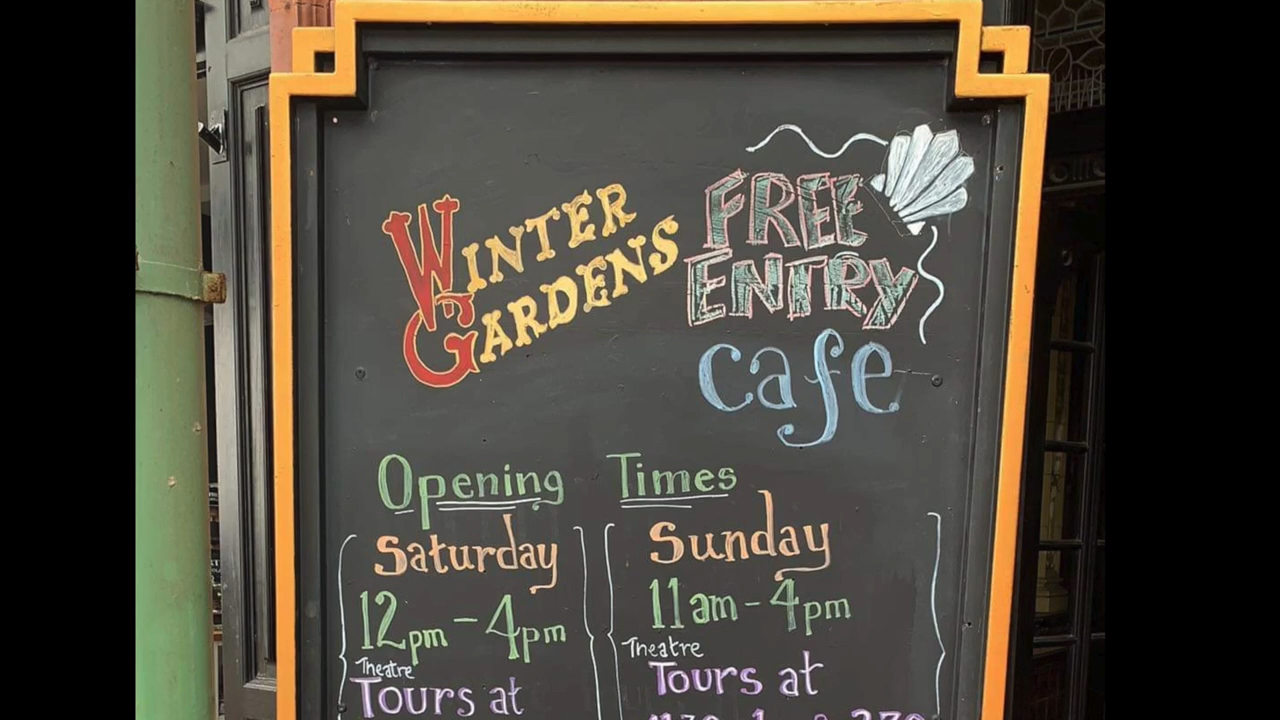 WINTER
GARDENS
FREE
ENTRY
cafe
Opening Times
Saturday
12pm - 4pm
Theatre
Tours at
Sunday
11am - 4pm
Theatre
Tours at